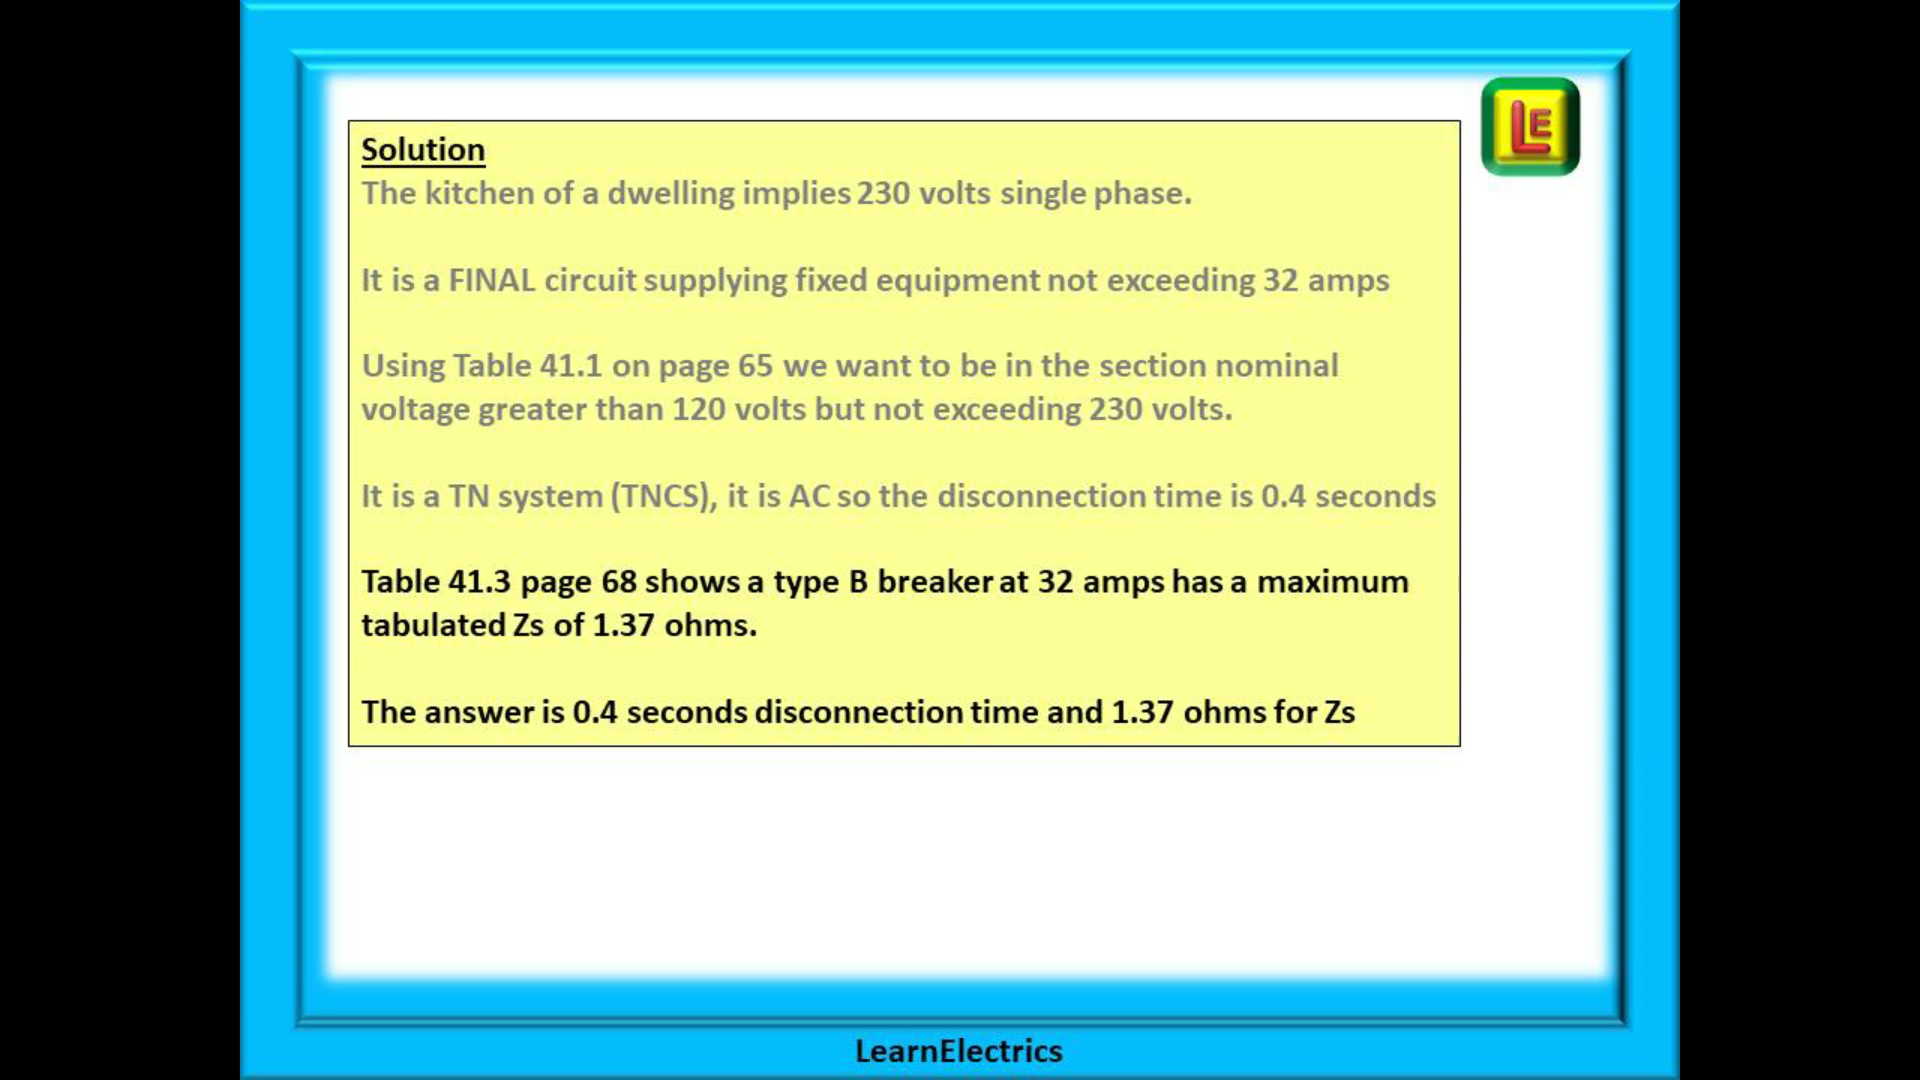 LE
Solution
The kitchen of a dwelling implies 230 volts single phase.
It is a FINAL circuit supplying fixed equipment not exceeding 32 amps
Using Table 41.1 on page 65 we want to be in the section nominal
voltage greater than 120 volts but not exceeding 230 volts.
It is a TN system (TNCS), it is AC so the disconnection time is 0.4 seconds
Table 41.3 page 68 shows a type B breaker at 32 amps has a maximum
tabulated Zs of 1.37 ohms.
The answer is 0.4 seconds disconnection time and 1.37 ohms for Zs
LearnElectrics